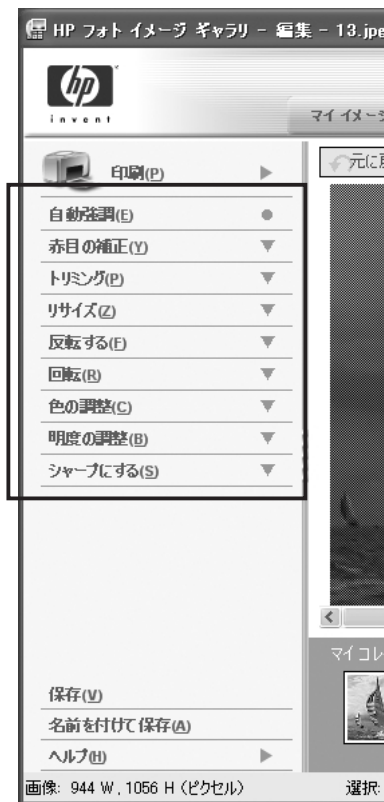 HP フォト イメージ ギャラリ - 編集 - 13.jpe
hp
invent
マイ イメージ
印刷(P)
元に戻
自動強調(E)
赤目の補正(Y)
トリミング(P)
リサイズ(Z)
反転する(F)
回転(R)
色の調整(C)
明度の調整(B)
シャープにする(S)
マイ コレ
保存(V)
名前を付けて保存(A)
ヘルプ(H)
画像: 944 W, 1056 H (ピクセル)
選択: